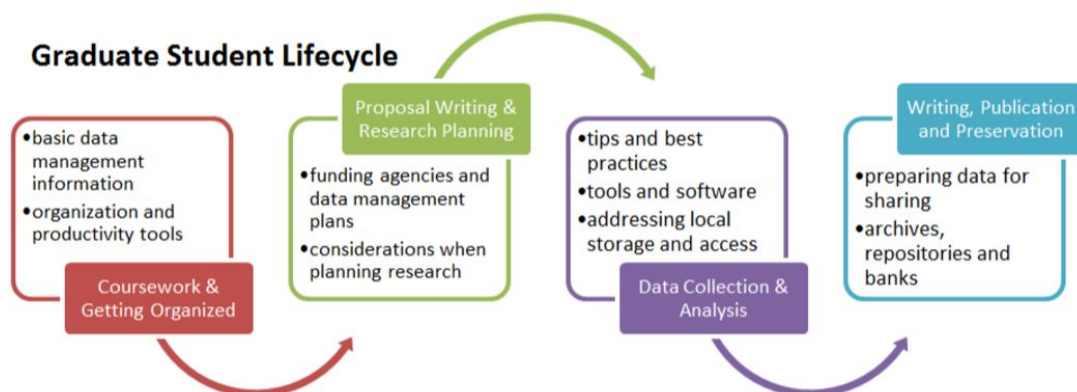 Graduate Student Lifecycle
•basic data
management
information
•organization and
productivity tools
Coursework &
Getting Organized
Proposal Writing &
Research Planning
•funding agencies and
data management
plans
•considerations when
planning research
•tips and best
practices
•tools and software
•addressing local
storage and access
Data Collection &
Analysis
Writing, Publication
and Preservation
•preparing data for
sharing
•archives,
repositories and
banks